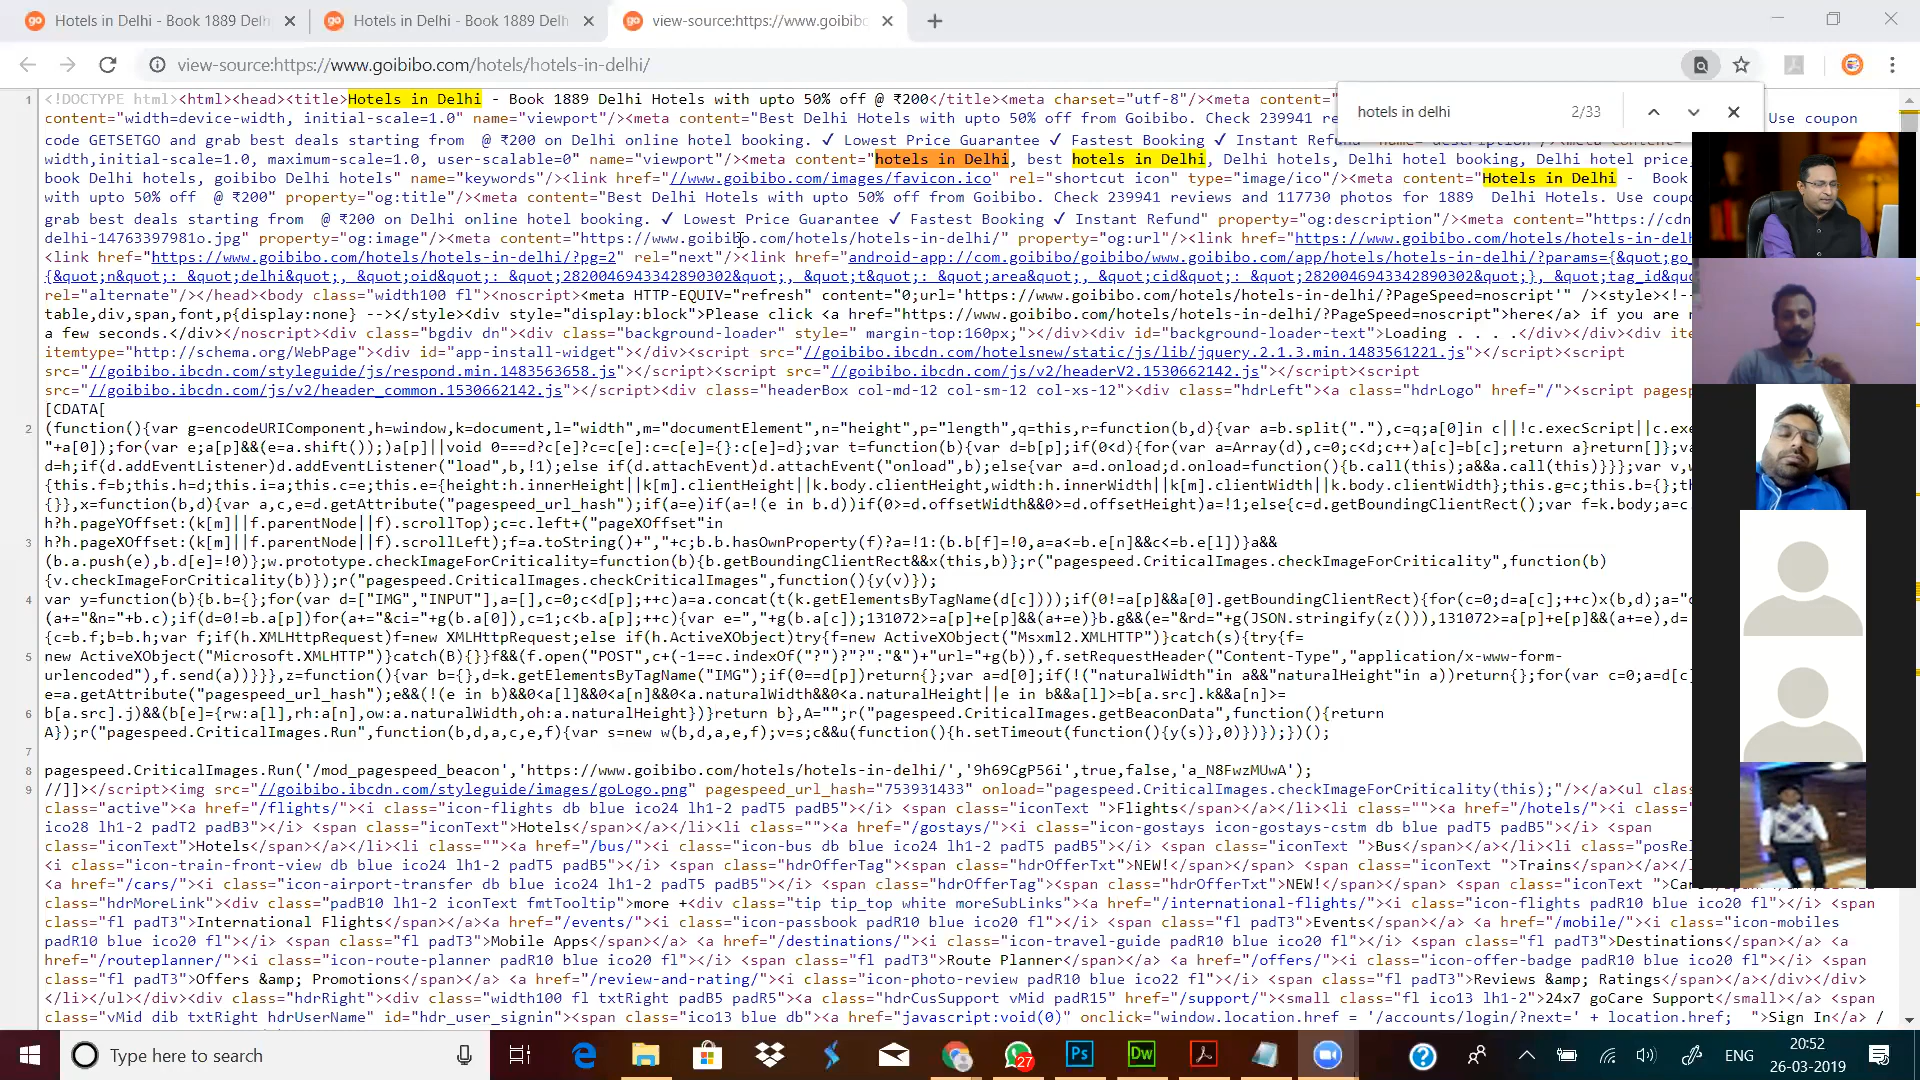 Hotels in Delhi - Book 1889 Delh
Hotels in Delhi - Book 1889 Delh
view-source:https://www.goibibo
view-source:https://www.goibibo.com/hotels/hotels-in-delhi/
hotels in delhi 2/33
1 <!DOCTYPE html><html><head><title>Hotels in Delhi - Book 1889 Delhi Hotels with upto 50% off @ ₹200</title><meta charset="utf-8"/><meta content="
content="width=device-width, initial-scale=1.0" name="viewport"/><meta content="Best Delhi Hotels with upto 50% off from Goibibo. Check 239941 re Use coupon
code GETSETGO and grab best deals starting from  @ ₹200 on Delhi online hotel booking. ✓ Lowest Price Guarantee ✓ Fastest Booking ✓ Instant
width,initial-scale=1.0, maximum-scale=1.0, user-scalable=0" name="viewport"/><meta content="hotels in Delhi, best hotels in Delhi, Delhi hotels, Delhi hotel booking, Delhi hotel price
book Delhi hotels, goibibo Delhi hotels" name="keywords"/><link href="//www.goibibo.com/images/favicon.ico" rel="shortcut icon" type="image/ico"/><meta content="Hotels in Delhi -  Book
with upto 50% off  @ ₹200" property="og:title"/><meta content="Best Delhi Hotels with upto 50% off from Goibibo. Check 239941 reviews and 117730 photos for 1889  Delhi Hotels. Use coup
grab best deals starting from  @ ₹200 on Delhi online hotel booking. ✓ Lowest Price Guarantee ✓ Fastest Booking ✓ Instant Refund" property="og:description"/><meta content="https://cdn
delhi-14763397981o.jpg" property="og:image"/><meta content="https://www.goibibo.com/hotels/hotels-in-delhi/" property="og:url"/><link href="https://www.goibibo.com/hotels/hotels-in-delh
<link href="https://www.goibibo.com/hotels/hotels-in-delhi/?pg=2" rel="next"/><link href="android-app://com.goibibo/goibibo/www.goibibo.com/app/hotels/hotels-in-delhi/?params={&quot;go
{&quot;n&quot;: &quot;delhi&quot;, &quot;oid&quot;: &quot;2820046943342890302&quot;, &quot;t&quot;: &quot;area&quot;, &quot;cid&quot;: &quot;2820046943342890302&quot;}, &quot;tag_id&quot
rel="alternate"/></head><body class="width100 fl"><noscript><meta HTTP-EQUIV="refresh" content="0;url='https://www.goibibo.com/hotels/hotels-in-delhi/?PageSpeed=noscript'" /><style><!--
table,div,span,font,p{display:none} --></style><div style="display:block">Please click <a href="https://www.goibibo.com/hotels/hotels-in-delhi/?PageSpeed=noscript">here</a> if you are
a few seconds.</div></noscript><div class="bgdiv dn"><div class="background-loader" style=" margin-top:160px;"></div><div id="background-loader-text">Loading . . . .</div></div><div ite
itemtype="http://schema.org/WebPage"><div id="app-install-widget"></div><script src="//goibibo.ibcdn.com/hotelsnew/static/js/lib/jquery.2.1.3.min.1483561221.js"></script><script
src="//goibibo.ibcdn.com/styleguide/js/respond.min.1483563658.js"></script><script src="//goibibo.ibcdn.com/js/v2/headerV2.1530662142.js"></script><script
src="//goibibo.ibcdn.com/js/v2/header_common.1530662142.js"></script><div class="headerBox col-md-12 col-sm-12 col-xs-12"><div class="hdrLeft"><a class="hdrLogo" href="/"><script pages
[CDATA[
2 (function(){var g=encodeURIComponent,h=window,k=document,l="width",m="documentElement",n="height",p="length",q=this,r=function(b,d){var a=b.split("."),c=q;a[0]in c||!c.execScript||c.exe
"+a[0]);for(var e;a[p]&&(e=a.shift());)a[p]||void 0===d?c[e]?c=c[e]:c=c[e]={}:c[e]=d};var t=function(b){var d=b[p];if(0<d){for(var a=Array(d),c=0;c<d;c++)a[c]=b[c];return a}return[]};va
d=h;if(d.addEventListener)d.addEventListener("load",b,!1);else if(d.attachEvent)d.attachEvent("onload",b);else{var a=d.onload;d.onload=function(){b.call(this);a&&a.call(this)}}};var v,w
{this.f=b;this.h=d;this.i=a;this.c=e;this.e={height:h.innerHeight||k[m].clientHeight||k.body.clientHeight,width:h.innerWidth||k[m].clientWidth||k.body.clientWidth};this.g=c;this.b={};th
{}},x=function(b,d){var a,c,e=d.getAttribute("pagespeed_url_hash");if(a=e)if(a=!(e in b.d))if(0>=d.offsetWidth&&0>=d.offsetHeight)a=!1;else{c=d.getBoundingClientRect();var f=k.body;a=c.
h?h.pageYOffset:(k[m]||f.parentNode||f).scrollTop);c=c.left+("pageXOffset"in
3 h?h.pageXOffset:(k[m]||f.parentNode||f).scrollLeft);f=a.toString()+","+c;b.b.hasOwnProperty(f)?a=!1:(b.b[f]=!0,a=a<=b.e[n]&&c<=b.e[l])}a&&
(b.a.push(e),b.d[e]=!0)};w.prototype.checkImageForCriticality=function(b){b.getBoundingClientRect&&x(this,b)};r("pagespeed.CriticalImages.checkImageForCriticality",function(b)
{v.checkImageForCriticality(b)});r("pagespeed.CriticalImages.checkCriticalImages",function(){y(v)});
4 var y=function(b){b.b={};for(var d=["IMG","INPUT"],a=[],c=0;c<d[p];++c)a=a.concat(t(k.getElementsByTagName(d[c])));if(0!=a[p]&&a[0].getBoundingClientRect){for(c=0;d=a[c];++c)x(b,d);a="o
(a+="&n="+b.c);if(d=0!=b.a[p])for(a+="&ci="+g(b.a[0]),c=1;c<b.a[p];++c){var e=","+g(b.a[c]);131072>=a[p]+e[p]&&(a+=e)}b.g&&(e="&rd="+g(JSON.stringify(z())),131072>=a[p]+e[p]&&(a+=e),d=
{c=b.f;b=b.h;var f;if(h.XMLHttpRequest)f=new XMLHttpRequest;else if(h.ActiveXObject)try{f=new ActiveXObject("Msxml2.XMLHTTP")}catch(s){try{f=
5 new ActiveXObject("Microsoft.XMLHTTP")}catch(B){}}f&&(f.open("POST",c+(-1==c.indexOf("?")?"?":"&")+"url="+g(b)),f.setRequestHeader("Content-Type","application/x-www-form-
urlencoded"),f.send(a))}}},z=function(){var b={},d=k.getElementsByTagName("IMG");if(0==d[p])return{};var a=d[0];if(!("naturalWidth"in a&&"naturalHeight"in a))return{};for(var c=0;a=d[c]
e=a.getAttribute("pagespeed_url_hash");e&&(!(e in b)&&0<a[l]&&0<a[n]&&0<a.naturalWidth&&0<a.naturalHeight||e in b&&a[l]>=b[a.src].k&&a[n]>=
6 b[a.src].j)&&(b[e]={rw:a[l],rh:a[n],ow:a.naturalWidth,oh:a.naturalHeight})}return b},A="";r("pagespeed.CriticalImages.getBeaconData",function(){return
A});r("pagespeed.CriticalImages.Run",function(b,d,a,c,e,f){var s=new w(b,d,a,e,f);v=s;c&&u(function(){h.setTimeout(function(){y(s)},0)})});})();
7
8 pagespeed.CriticalImages.Run('/mod_pagespeed_beacon','https://www.goibibo.com/hotels/hotels-in-delhi/','9h69CgP56i',true,false,'a_N8FwzMUwA');
9 //]]></script><img src="//goibibo.ibcdn.com/styleguide/images/goLogo.png" pagespeed_url_hash="753931433" onload="pagespeed.CriticalImages.checkImageForCriticality(this);"/></a><ul clas
class="active"><a href="/flights/"><i class="icon-flights db blue ico24 lh1-2 padT5 padB5"></i> <span class="iconText ">Flights</span></a></li><li class=""><a href="/hotels/"><i class="
ico28 lh1-2 padT2 padB3"></i> <span class="iconText">Hotels</span></a></li><li class=""><a href="/gostays/"><i class="icon-gostays icon-gostays-cstm db blue padT5 padB5"></i> <span
class="iconText">Hotels</span></a></li><li class=""><a href="/bus/"><i class="icon-bus db blue ico24 lh1-2 padT5 padB5"></i> <span class="iconText ">Bus</span></a></li><li class="posRel
<i class="icon-train-front-view db blue ico24 lh1-2 padT5 padB5"></i> <span class="hdrOfferTag"><span class="hdrOfferTxt">NEW!</span></span> <span class="iconText ">Trains</span></a></l
<a href="/cars/"><i class="icon-airport-transfer db blue ico24 lh1-2 padT5 padB5"></i> <span class="hdrOfferTag"><span class="hdrOfferTxt">NEW!</span></span> <span class="iconText ">Ca
class="hdrMoreLink"><div class="padB10 lh1-2 iconText fmtTooltip">more +<div class="tip tip_top white moreSubLinks"><a href="/international-flights/"><i class="icon-flights padR10 blue ico20 fl"></i> <span
class="fl padT3">International Flights</span></a><a href="/events/"><i class="icon-passbook padR10 blue ico20 fl"></i> <span class="fl padT3">Events</span></a> <a href="/mobile/"><i class="icon-mobiles
padR10 blue ico20 fl"></i> <span class="fl padT3">Mobile Apps</span></a> <a href="/destinations/"><i class="icon-travel-guide padR10 blue ico20 fl"></i> <span class="fl padT3">Destinations</span></a> <a
href="/routeplanner/"><i class="icon-route-planner padR10 blue ico20 fl"></i> <span class="fl padT3">Route Planner</span></a> <a href="/offers/"><i class="icon-offer-badge padR10 blue ico20 fl"></i> <span
class="fl padT3">Offers &amp; Promotions</span></a> <a href="/review-and-rating/"><i class="icon-photo-review padR10 blue ico22 fl"></i> <span class="fl padT3">Reviews &amp; Ratings</span></a></div></div>
</li></ul></div><div class="hdrRight"><div class="width100 fl txtRight padB5 padR5"><a class="hdrCusSupport vMid padR15" href="/support/"><small class="fl ico13 lh1-2">24x7 goCare Support</small></a> <span
class="vMid dib txtRight hdrUserName" id="hdr_user_signin"><span class="ico13 blue db"><a href="javascript:void(0)" onclick="window.location.href = '/accounts/login/?next=' + location.href;  ">Sign In</a> /
Type here to search
27
Ps
Dw
ENG
20:52
26-03-2019